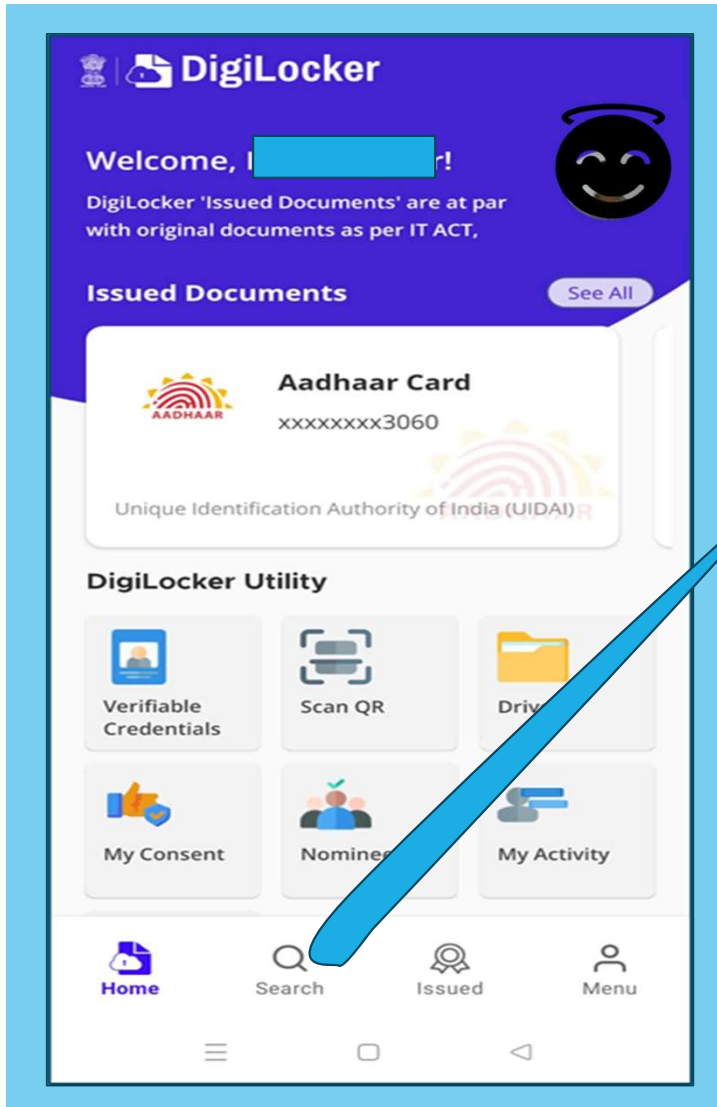 DigiLocker
Welcome,
DigiLocker 'Issued Documents' are at par
with original documents as per IT ACT,
Issued Documents
See All
Aadhaar Card
AADHAAR
xxxxxxxx3060
Unique Identification Authority of India (UIDAI)
DigiLocker Utility
Verifiable
Credentials
Scan QR
My Consent
My Activity
Home
Search
Issued
Menu